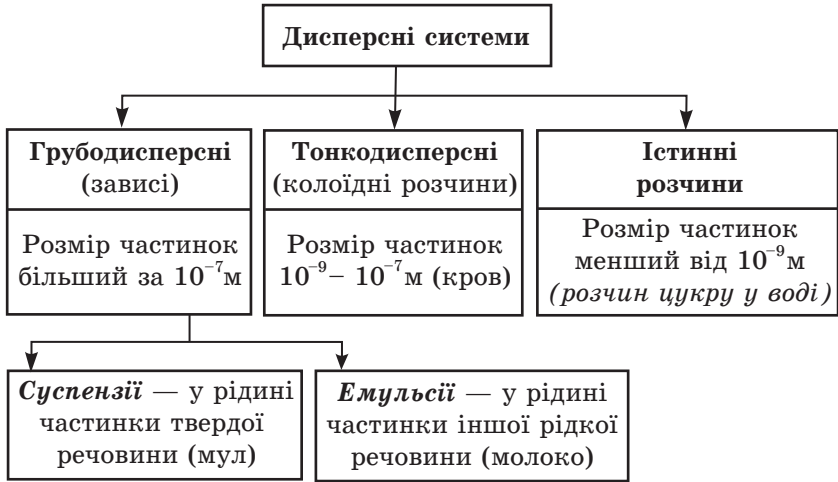 Дисперсні системи
Грубодисперсні
(зависі)
Розмір частинок
більший за 10⁻⁷м
Тонкодисперсні
(колоїдні розчини)
Розмір частинок
10⁻⁹– 10⁻⁷м (кров)
Істинні
розчини
Розмір частинок
менший від 10⁻⁹м
(розчин цукру у воді)
Суспензії — у рідині
частинки твердої
речовини (мул)
Емульсії — у рідині
частинки іншої рідкої
речовини (молоко)